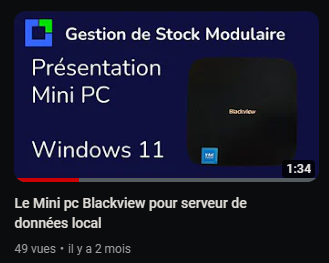 Gestion de Stock Modulaire
Présentation
Mini PC
Blackview
Windows 11
1:34
Le Mini pc Blackview pour serveur de
données local
49 vues • il y a 2 mois